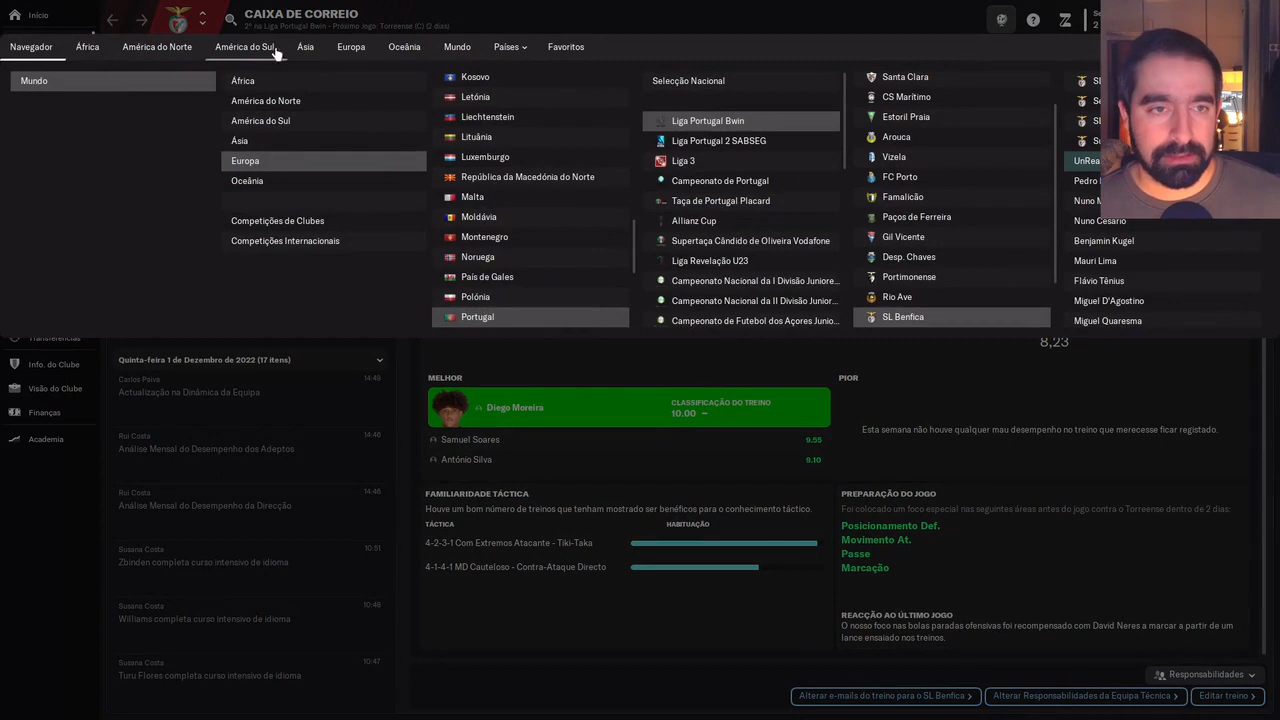 Início
CAIXA DE CORREIO
2º na Liga Portugal Bwin - Próximo Jogo: Torreense (C) (2 dias)
Navegador
África
América do Norte
América do Sul
Ásia
Europa
Oceânia
Mundo
Países
Favoritos
Mundo
África
América do Norte
América do Sul
Ásia
Europa
Oceânia
Competições de Clubes
Competições Internacionais
Kosovo
Letónia
Liechtenstein
Lituânia
Luxemburgo
República da Macedónia do Norte
Malta
Moldávia
Montenegro
Noruega
País de Gales
Polónia
Portugal
Selecção Nacional
Liga Portugal Bwin
Liga Portugal 2 SABSEG
Liga 3
Campeonato de Portugal
Taça de Portugal Placard
Allianz Cup
Supertaça Cândido de Oliveira Vodafone
Liga Revelação U23
Campeonato Nacional da I Divisão Juniore...
Campeonato Nacional da II Divisão Junior...
Campeonato de Futebol dos Açores Junio...
Santa Clara
CS Marítimo
Estoril Praia
Arouca
Vizela
FC Porto
Famalicão
Paços de Ferreira
Gil Vicente
Desp. Chaves
Portimonense
Rio Ave
SL Benfica
UnRea
Pedro
Nuno M
Nuno Cesário
Benjamin Kugel
Mauri Lima
Flávio Tênius
Miguel D'Agostino
Miguel Quaresma
Transferências
Info. do Clube
Visão do Clube
Finanças
Academia
Quinta-feira 1 de Dezembro de 2022 (17 itens)
Carlos Paiva 14:49
Actualização na Dinâmica da Equipa
Rui Costa 14:46
Análise Mensal do Desempenho dos Adeptos
Rui Costa 14:46
Análise Mensal do Desempenho da Direcção
Susana Costa 10:51
Zbinden completa curso intensivo de idioma
Susana Costa 10:48
Williams completa curso intensivo de idioma
Susana Costa 10:47
Turu Flores completa curso intensivo de idioma
8,23
MELHOR
Diego Moreira
CLASSIFICAÇÃO DO TREINO
10.00 –
Samuel Soares 9.55
António Silva 9.10
PIOR
Esta semana não houve qualquer mau desempenho no treino que merecesse ficar registado.
FAMILIARIDADE TÁCTICA
Houve um bom número de treinos que tenham mostrado ser benéficos para o conhecimento táctico.
TÁCTICA HABITUAÇÃO
4-2-3-1 Com Extremos Atacante - Tiki-Taka
4-1-4-1 MD Cauteloso - Contra-Ataque Directo
PREPARAÇÃO DO JOGO
Foi colocado um foco especial nas seguintes áreas antes do jogo contra o Torreense dentro de 2 dias:
Posicionamento Def.
Movimento At.
Passe
Marcação
REACÇÃO AO ÚLTIMO JOGO
O nosso foco nas bolas paradas ofensivas foi recompensado com David Neres a marcar a partir de um
lance ensaiado nos treinos.
Responsabilidades
Alterar e-mails do treino para o SL Benfica
Alterar Responsabilidades da Equipa Técnica
Editar treino